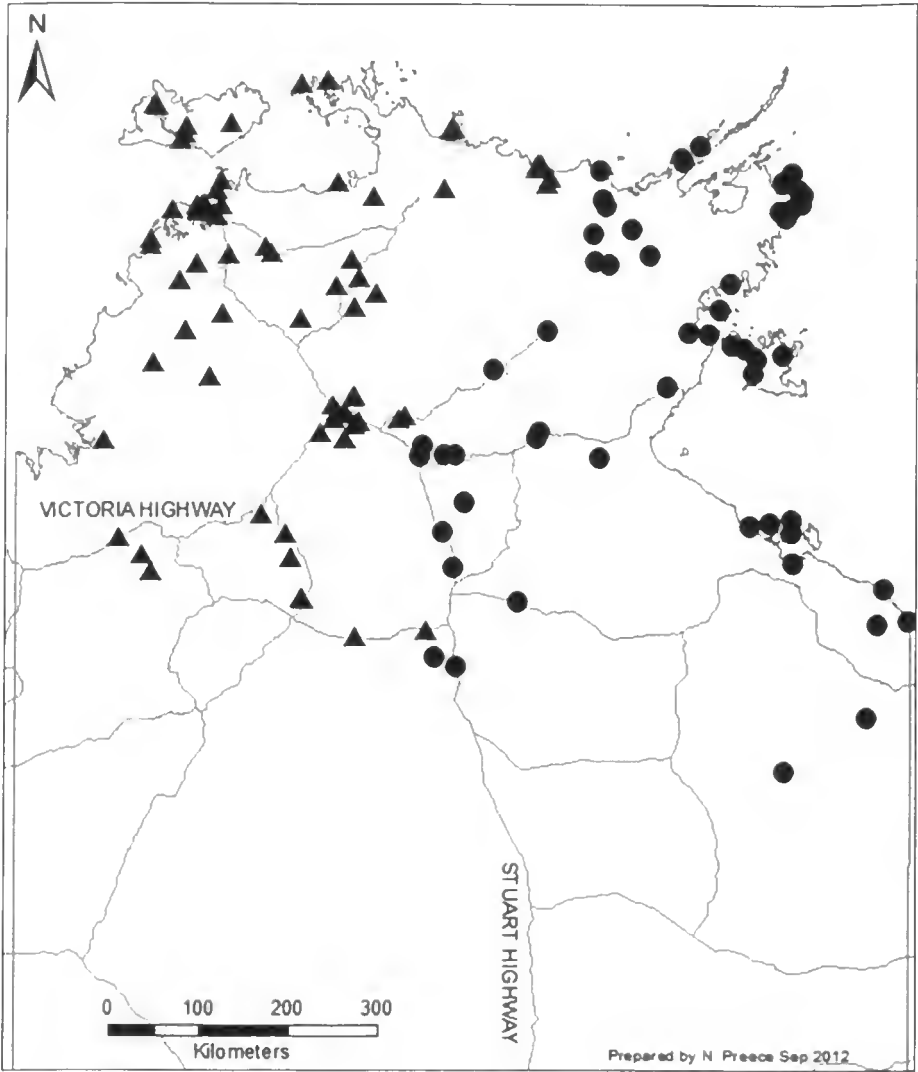 N
VICTORIA HIGHWAY
STUART HIGHWAY
0 100 200 300
Kilometers
Prepared by N Preece Sep 2012